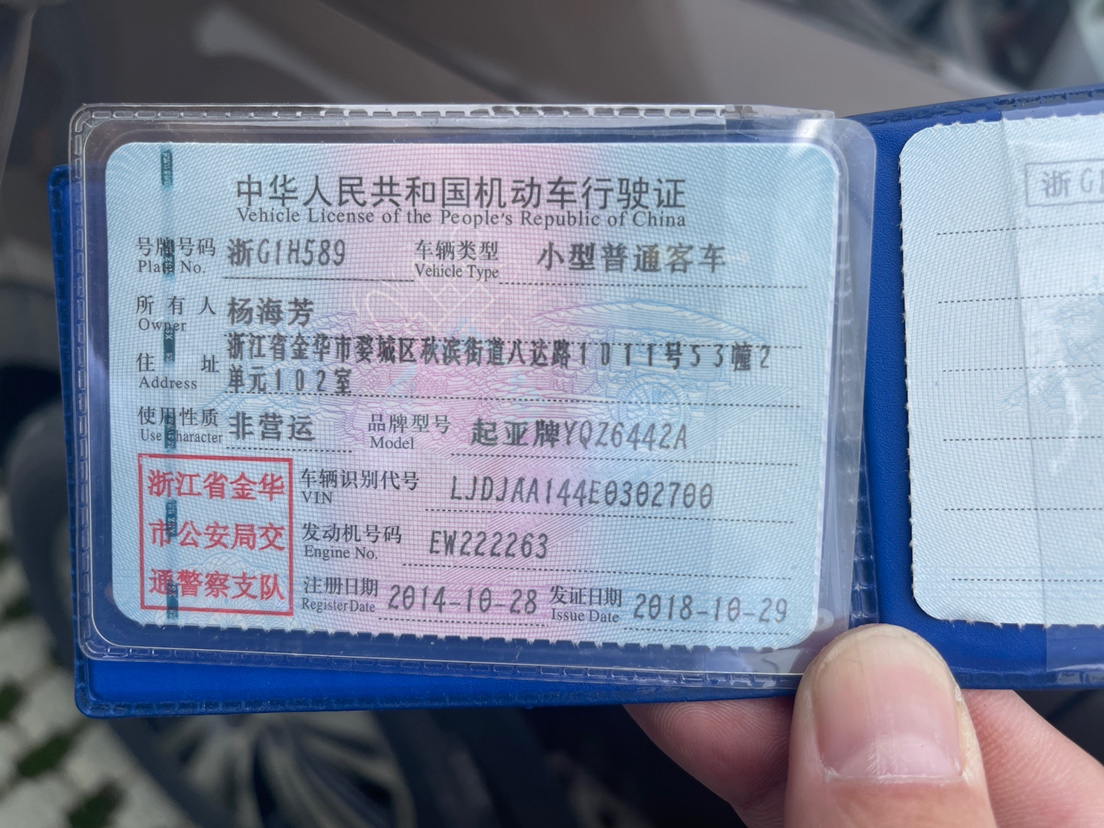 中华人民共和国机动车行驶证
Vehicle License of the People's Republic of China
号牌号码 浙G1H589 车辆类型 小型普通客车
Plate No. Vehicle Type
所有人 杨海芳
Owner
浙江省金华市婺城区秋滨街道八达路1011号53幢2
住址 单元102室
Address
使用性质 非营运 品牌型号 起亚牌YQZ6442A
Use Character Model
浙江省金华 车辆识别代号 LJDJAA144E0302700
VIN
市公安局交 发动机号码 EW222263
Engine No.
通警察支队 注册日期 2014-10-28 发证日期 2018-10-29
Register Date Issue Date
浙G1